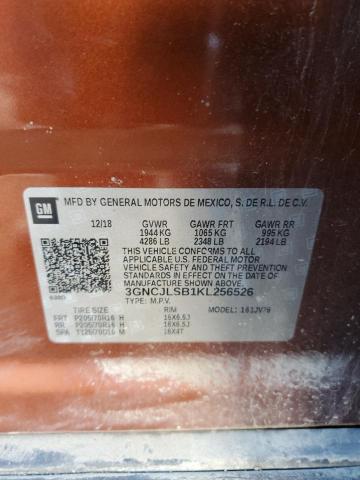 GM
MFD BY GENERAL MOTORS DE MEXICO, S. DE R.L. DE C.V.
12/18 GVWR GAWR FRT GAWR RR
1944 KG 1065 KG 995 KG
4286 LB 2348 LB 2194 LB
THIS VEHICLE CONFORMS TO ALL
APPLICABLE U.S. FEDERAL MOTOR
VEHICLE SAFETY AND THEFT PREVENTION
STANDARDS IN EFFECT ON THE DATE OF
MANUFACTURE SHOWN ABOVE.
3GNCJLSB1KL256526
TYPE: M.P.V.
TIRE SIZE RIM MODEL: 161JV76
FRT P205/70R16 H 16X6.5J
RR P205/70R16 H 16X6.5J
SPA T125/70D16 M 16X4T